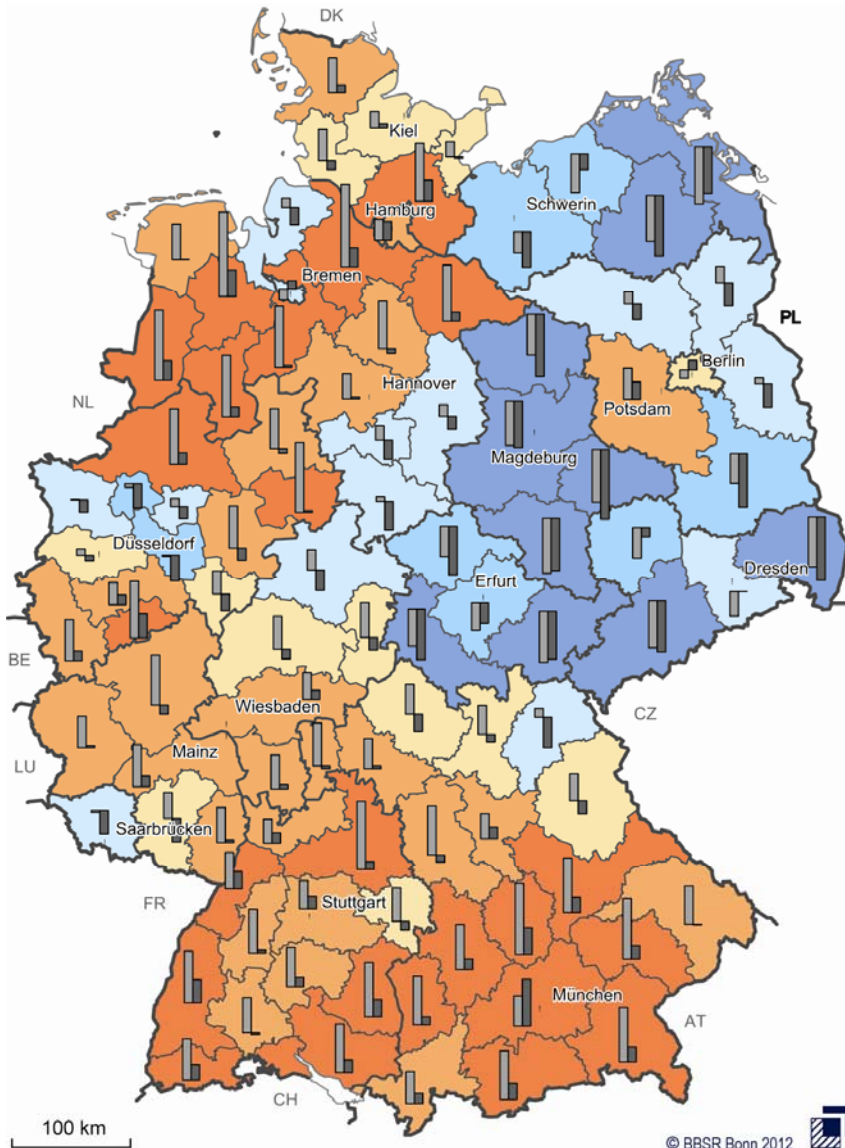 DK
Kiel
Schwerin
Hamburg
Bremen
PL
Berlin
Hannover
Potsdam
NL
Magdeburg
Düsseldorf
Dresden
Erfurt
BE
Wiesbaden
CZ
Mainz
LU
Saarbrücken
FR
Stuttgart
München
AT
CH
100 km
© BBSR Bonn 2012